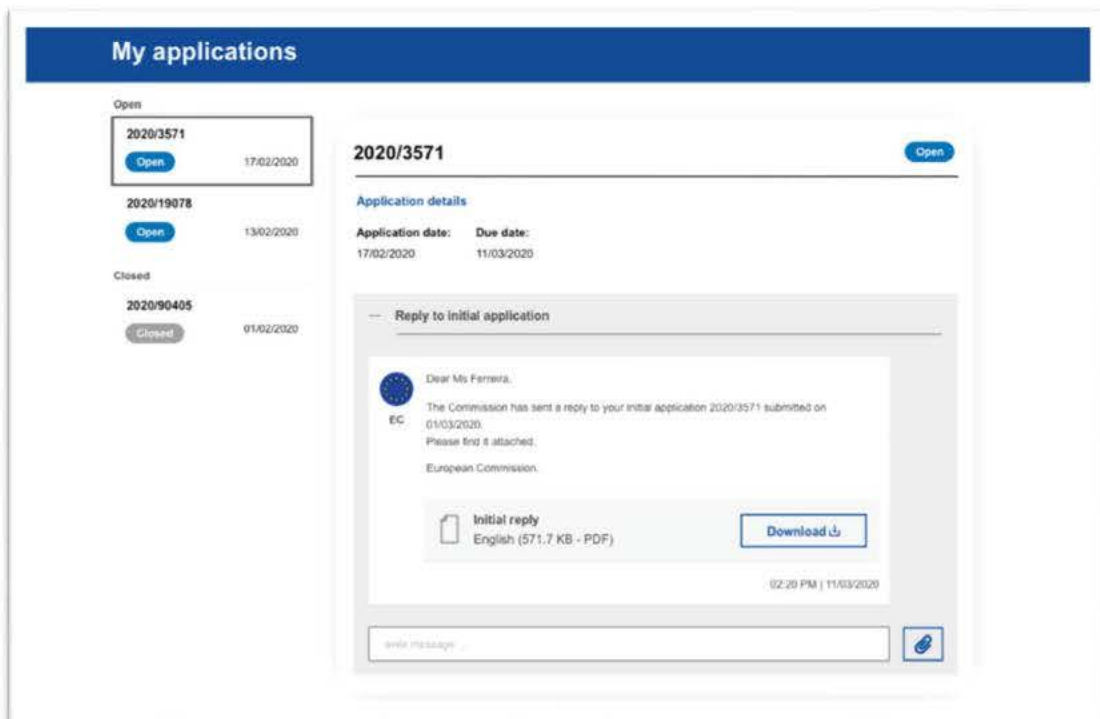 My applications
Open
2020/3571
Open 17/02/2020
2020/19078
Open 13/02/2020
Closed
2020/90405
Closed 01/02/2020
2020/3571 Open
Application details
Application date: Due date:
17/02/2020 11/03/2020
— Reply to initial application
Dear Ms Ferreira,
EC
The Commission has sent a reply to your initial application 2020/3571 submitted on
01/03/2020.
Please find it attached.
European Commission.
Initial reply
English (571.7 KB - PDF)
Download
02:20 PM | 11/03/2020
write message ...